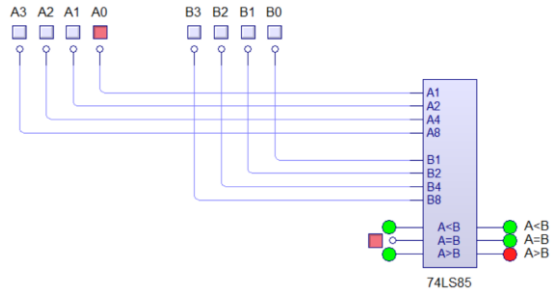 A3 A2 A1 A0 B3 B2 B1 B0
A1
A2
A4
A8
B1
B2
B4
B8
A<B A<B
A=B A=B
A>B A>B
74LS85